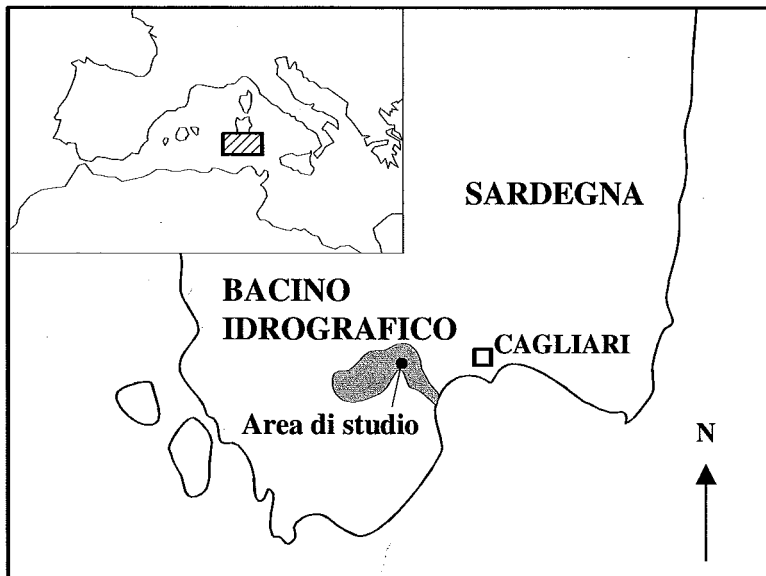 SARDEGNA
BACINO
IDROGRAFICO
CAGLIARI
Area di studio
N